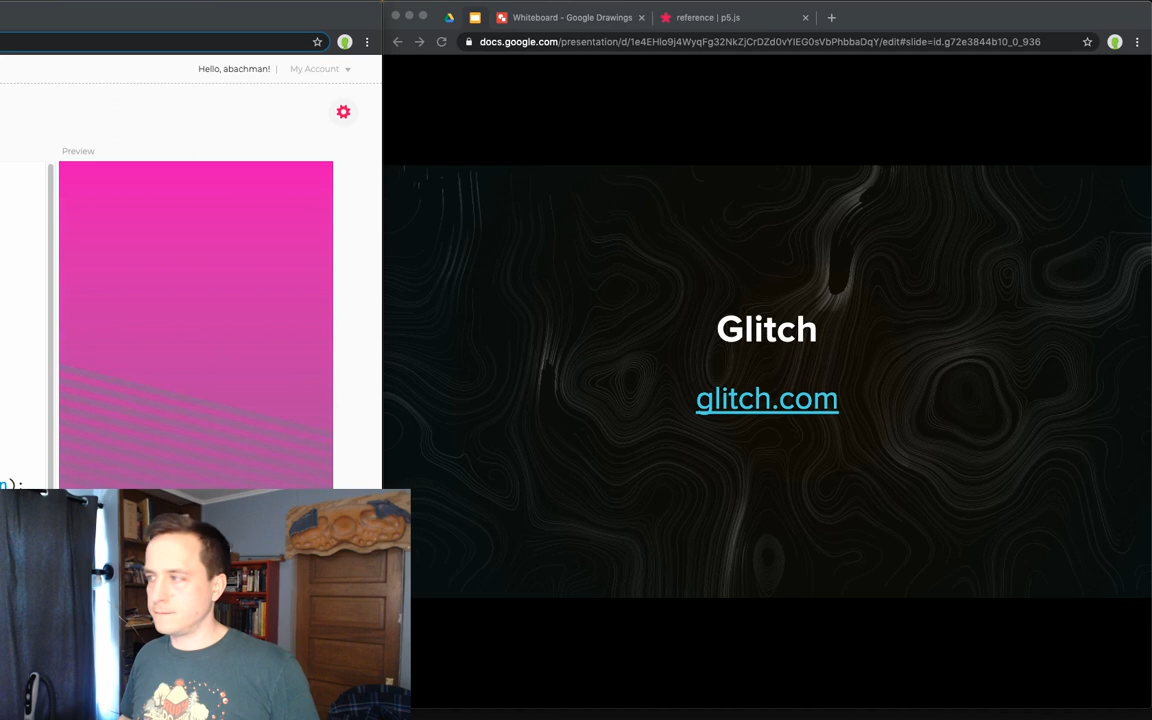 Whiteboard - Google Drawings
reference | p5.js
docs.google.com/presentation/d/1e4EHIo9j4WyqFg32NkZjCrDZd0vYIEG0sVbPhbbaDqY/edit#slide=id.g72e3844b10_0_936
Hello, abachman! |
My Account
Preview
n);
Glitch
glitch.com